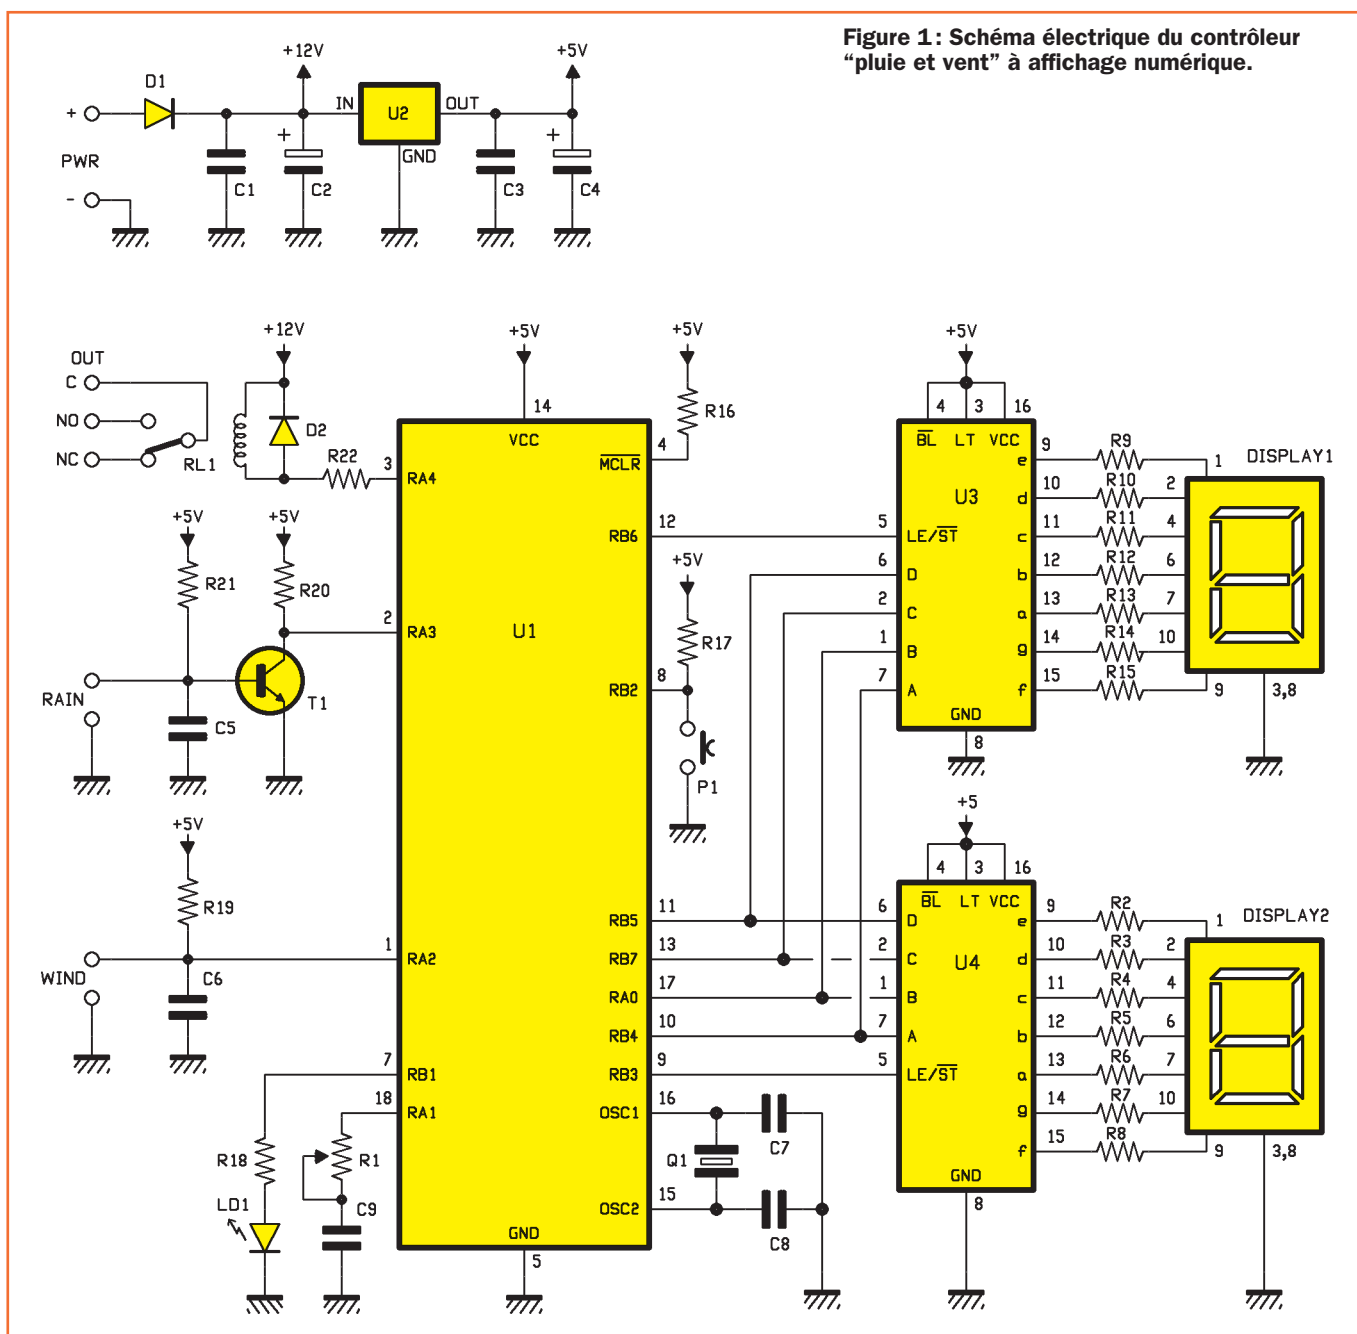 Figure 1: Schéma électrique du contrôleur
“pluie et vent” à affichage numérique.
+12V
+5V
D1
IN
U2
OUT
+
+
+
PWR
GND
C1
C2
C3
C4
-
+12V
+5V
+5V
+5V
OUT
C
NO
NC
RL1
D2
R22
3
RA4
14
VCC
4
MCLR
R16
4
3
16
BL
LT
VCC
U3
+5V
+5V
R21
R20
2
RA3
U1
RAIN
C5
T1
12
RB6
5
LE/ST
6
D
2
C
1
B
7
A
GND
8
+5V
R17
8
RB2
P1
9
e
R9
1
10
d
R10
2
11
c
R11
4
12
b
R12
6
13
a
R13
7
14
g
R14
10
15
f
R15
9
DISPLAY1
3,8
+5V
R19
1
RA2
WIND
C6
7
RB1
18
RA1
R18
R1
LD1
C9
GND
5
11
RB5
13
RB7
17
RA0
10
RB4
9
RB3
16
OSC1
15
OSC2
Q1
C7
C8
+5
4
3
16
BL
LT
VCC
U4
6
D
2
C
1
B
7
A
5
LE/ST
GND
8
9
e
R2
1
10
d
R3
2
11
c
R4
4
12
b
R5
6
13
a
R6
7
14
g
R7
10
15
f
R8
9
DISPLAY2
3,8